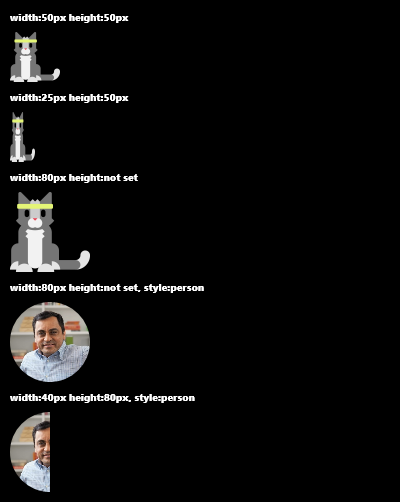 width:50px height:50px
width:25px height:50px
width:80px height:not set
width:80px height:not set, style:person
width:40px height:80px, style:person